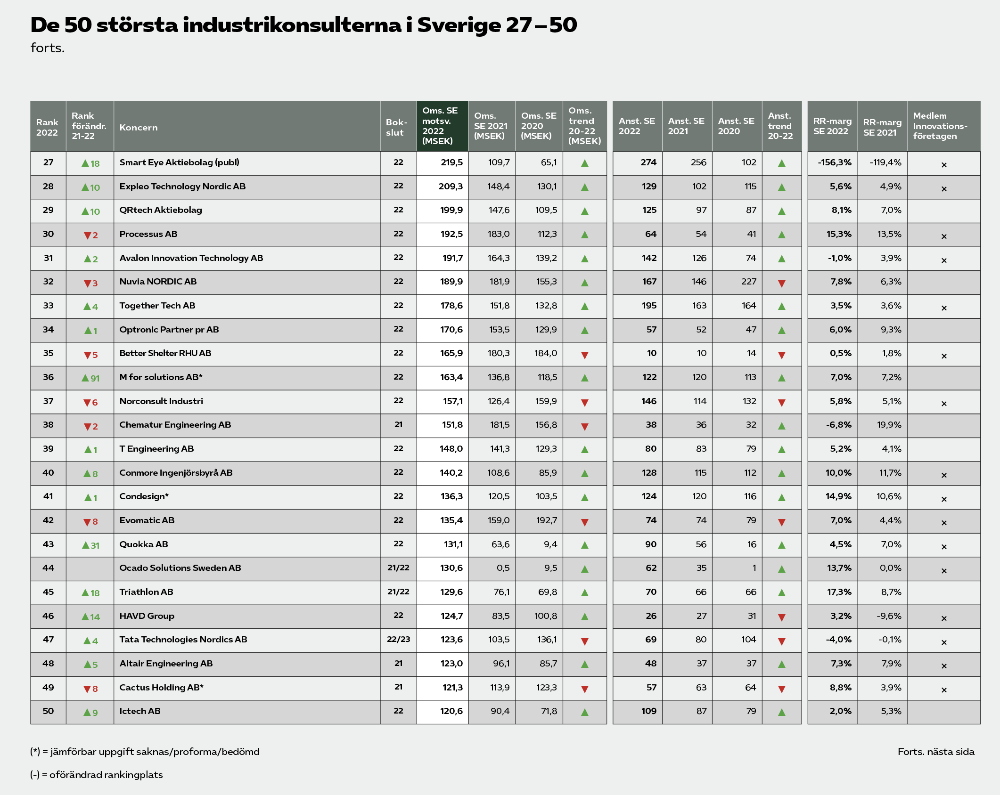 De 50 största industrikonsulterna i Sverige 27–50
forts.
Rank 2022 Rank förändr. 21-22 Koncern Bok-slut Oms. SE motsv. 2022 (MSEK) Oms. SE 2021 (MSEK) Oms. SE 2020 (MSEK) Oms. trend 20-22 (MSEK) Anst. SE 2022 Anst. SE 2021 Anst. SE 2020 Anst. trend 20-22 RR-marg SE 2022 RR-marg SE 2021 Medlem Innovations-företagen
27 ▲18 Smart Eye Aktiebolag (publ) 22 219,5 109,7 65,1 ▲ 274 256 102 ▲ -156,3% -119,4% ×
28 ▲10 Expleo Technology Nordic AB 22 209,3 148,4 130,1 ▲ 129 102 115 ▲ 5,6% 4,9% ×
29 ▲10 QRtech Aktiebolag 22 199,9 147,6 109,5 ▲ 125 97 87 ▲ 8,1% 7,0%
30 ▼2 Processus AB 22 192,5 183,0 112,3 ▲ 64 54 41 ▲ 15,3% 13,5% ×
31 ▲2 Avalon Innovation Technology AB 22 191,7 164,3 139,2 ▲ 142 126 74 ▲ -1,0% 3,9% ×
32 ▼3 Nuvia NORDIC AB 22 189,9 181,9 155,3 ▲ 167 146 227 ▼ 7,8% 6,3%
33 ▲4 Together Tech AB 22 178,6 151,8 132,8 ▲ 195 163 164 ▲ 3,5% 3,6% ×
34 ▲1 Optronic Partner pr AB 22 170,6 153,5 129,9 ▲ 57 52 47 ▲ 6,0% 9,3%
35 ▼5 Better Shelter RHU AB 22 165,9 180,3 184,0 ▼ 10 10 14 ▼ 0,5% 1,8% ×
36 ▲91 M for solutions AB* 22 163,4 136,8 118,5 ▲ 122 120 113 ▲ 7,0% 7,2%
37 ▼6 Norconsult Industri 22 157,1 126,4 159,9 ▼ 146 114 132 ▼ 5,8% 5,1% ×
38 ▼2 Chematur Engineering AB 21 151,8 181,5 156,8 ▼ 38 36 32 ▲ -6,8% 19,9%
39 ▲1 T Engineering AB 22 148,0 141,3 129,3 ▲ 80 83 79 ▲ 5,2% 4,1%
40 ▲8 Conmore Ingenjörsbyrå AB 22 140,2 108,6 85,9 ▲ 128 115 112 ▲ 10,0% 11,7% ×
41 ▲1 Condesign* 22 136,3 120,5 103,5 ▲ 124 120 116 ▲ 14,9% 10,6% ×
42 ▼8 Evomatic AB 22 135,4 159,0 192,7 ▼ 74 74 79 ▼ 7,0% 4,4% ×
43 ▲31 Quokka AB 22 131,1 63,6 9,4 ▲ 90 56 16 ▲ 4,5% 7,0% ×
44 Ocado Solutions Sweden AB 21/22 130,6 0,5 9,5 ▲ 62 35 1 ▲ 13,7% 0,0% ×
45 ▲18 Triathlon AB 21/22 129,6 76,1 69,8 ▲ 70 66 66 ▲ 17,3% 8,7%
46 ▲14 HAVD Group 22 124,7 83,5 100,8 ▲ 26 27 31 ▼ 3,2% -9,6% ×
47 ▲4 Tata Technologies Nordics AB 22/23 123,6 103,5 136,1 ▼ 69 80 104 ▼ -4,0% -0,1% ×
48 ▲5 Altair Engineering AB 21 123,0 96,1 85,7 ▲ 48 37 37 ▲ 7,3% 7,9% ×
49 ▼8 Cactus Holding AB* 21 121,3 113,9 123,3 ▼ 57 63 64 ▼ 8,8% 3,9% ×
50 ▲9 Ictech AB 22 120,6 90,4 71,8 ▲ 109 87 79 ▲ 2,0% 5,3%
(*) = jämförbar uppgift saknas/proforma/bedömd
Forts. nästa sida
(-) = oförändrad rankingplats